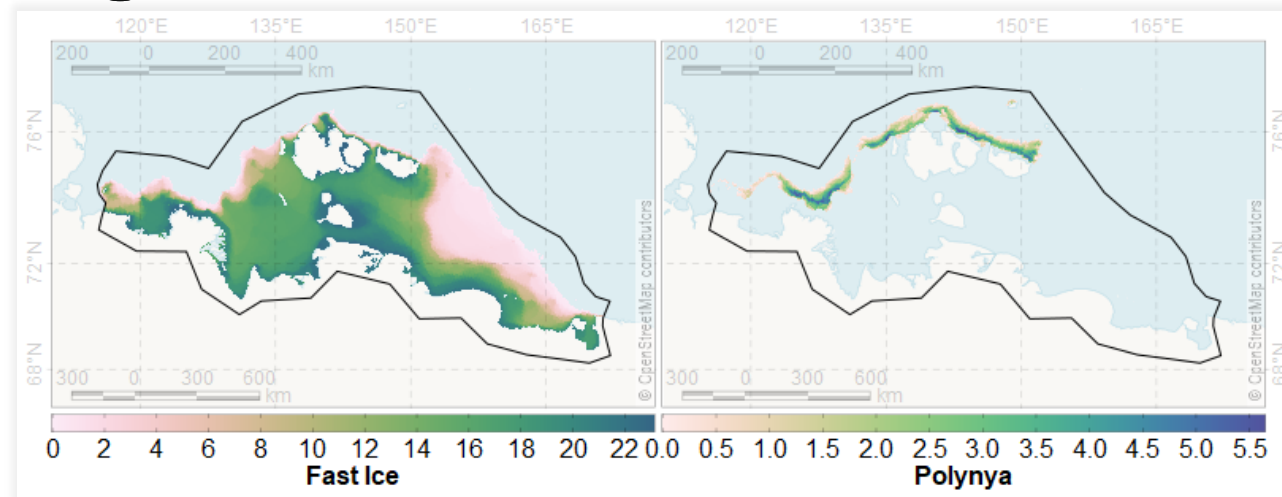 120°E 135°E 150°E 165°E 120°E 135°E 150°E 165°E
200 0 200 400 200 0 200 400
km km
76°N 76°N
72°N 72°N
68°N 68°N
© OpenStreetMap contributors © OpenStreetMap contributors
300 0 300 600 300 0 300 600
km km
0 2 4 6 8 10 12 14 16 18 20 22 0.0 0.5 1.0 1.5 2.0 2.5 3.0 3.5 4.0 4.5 5.0 5.5
Fast Ice Polynya